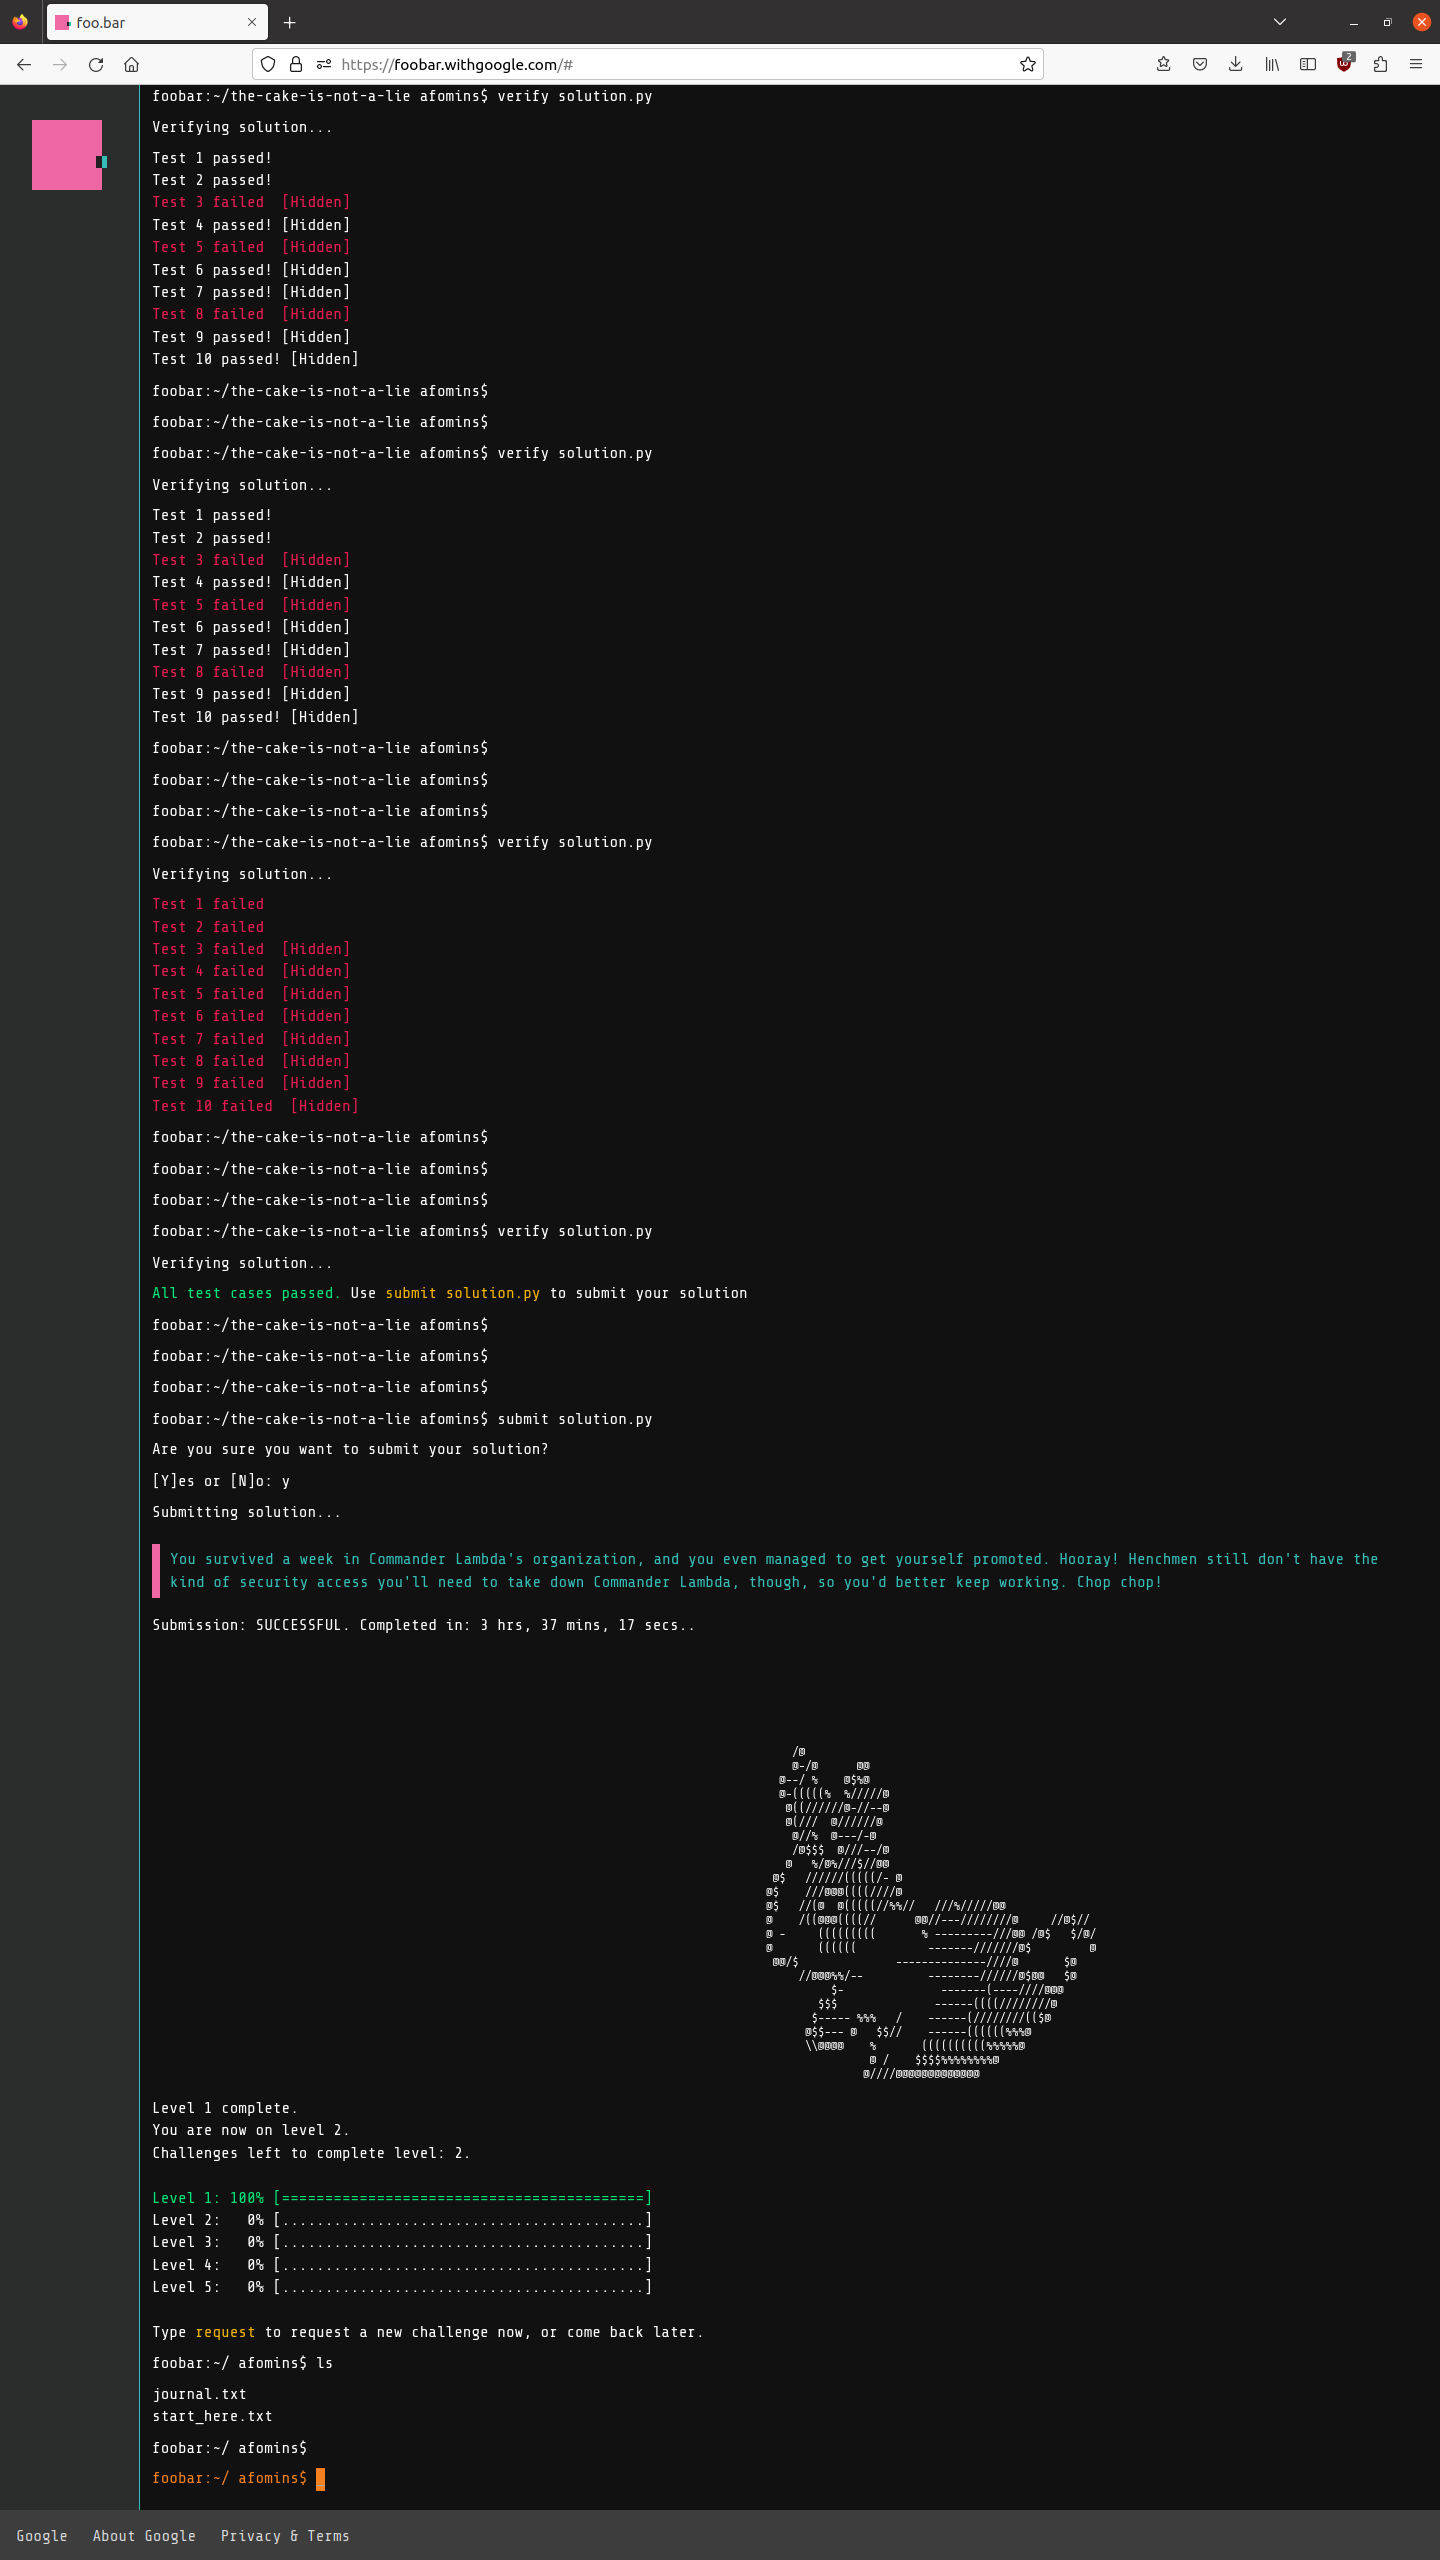 foo.bar
https://foobar.withgoogle.com/#
2
foobar:~/the-cake-is-not-a-lie afomins$ verify solution.py
Verifying solution...
Test 1 passed!
Test 2 passed!
Test 3 failed  [Hidden]
Test 4 passed! [Hidden]
Test 5 failed  [Hidden]
Test 6 passed! [Hidden]
Test 7 passed! [Hidden]
Test 8 failed  [Hidden]
Test 9 passed! [Hidden]
Test 10 passed! [Hidden]
foobar:~/the-cake-is-not-a-lie afomins$
foobar:~/the-cake-is-not-a-lie afomins$
foobar:~/the-cake-is-not-a-lie afomins$ verify solution.py
Verifying solution...
Test 1 passed!
Test 2 passed!
Test 3 failed  [Hidden]
Test 4 passed! [Hidden]
Test 5 failed  [Hidden]
Test 6 passed! [Hidden]
Test 7 passed! [Hidden]
Test 8 failed  [Hidden]
Test 9 passed! [Hidden]
Test 10 passed! [Hidden]
foobar:~/the-cake-is-not-a-lie afomins$
foobar:~/the-cake-is-not-a-lie afomins$
foobar:~/the-cake-is-not-a-lie afomins$
foobar:~/the-cake-is-not-a-lie afomins$ verify solution.py
Verifying solution...
Test 1 failed
Test 2 failed
Test 3 failed  [Hidden]
Test 4 failed  [Hidden]
Test 5 failed  [Hidden]
Test 6 failed  [Hidden]
Test 7 failed  [Hidden]
Test 8 failed  [Hidden]
Test 9 failed  [Hidden]
Test 10 failed  [Hidden]
foobar:~/the-cake-is-not-a-lie afomins$
foobar:~/the-cake-is-not-a-lie afomins$
foobar:~/the-cake-is-not-a-lie afomins$
foobar:~/the-cake-is-not-a-lie afomins$ verify solution.py
Verifying solution...
All test cases passed. Use submit solution.py to submit your solution
foobar:~/the-cake-is-not-a-lie afomins$
foobar:~/the-cake-is-not-a-lie afomins$
foobar:~/the-cake-is-not-a-lie afomins$
foobar:~/the-cake-is-not-a-lie afomins$ submit solution.py
Are you sure you want to submit your solution?
[Y]es or [N]o: y
Submitting solution...
You survived a week in Commander Lambda's organization, and you even managed to get yourself promoted. Hooray! Henchmen still don't have the
kind of security access you'll need to take down Commander Lambda, though, so you'd better keep working. Chop chop!
Submission: SUCCESSFUL. Completed in: 3 hrs, 37 mins, 17 secs..
Level 1 complete.
You are now on level 2.
Challenges left to complete level: 2.
Level 1: 100% [==========================================]
Level 2:   0% [..........................................]
Level 3:   0% [..........................................]
Level 4:   0% [..........................................]
Level 5:   0% [..........................................]
Type request to request a new challenge now, or come back later.
foobar:~/ afomins$ ls
journal.txt
start_here.txt
foobar:~/ afomins$
foobar:~/ afomins$
Google   About Google   Privacy & Terms